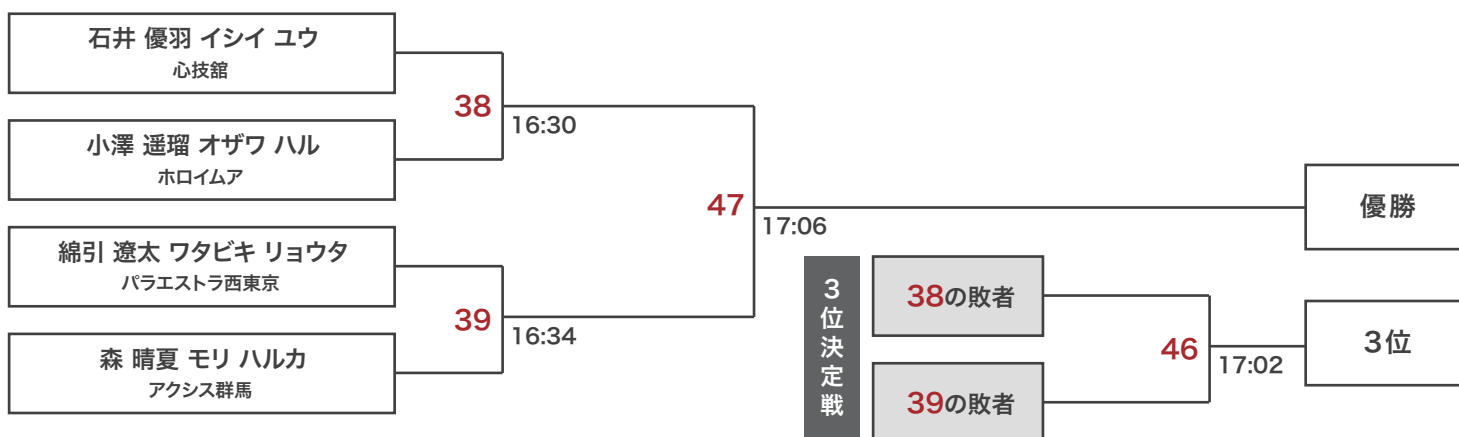 石井 優羽 イシイ ユウ
心技舘
38
16:30
小澤 遥瑠 オザワ ハル
ホロイムア
47
17:06
優勝
綿引 遼太 ワタビキ リョウタ
パラエストラ西東京
39
16:34
森 晴夏 モリ ハルカ
アクシス群馬
3位決定戦
38の敗者
46
17:02
3位
39の敗者